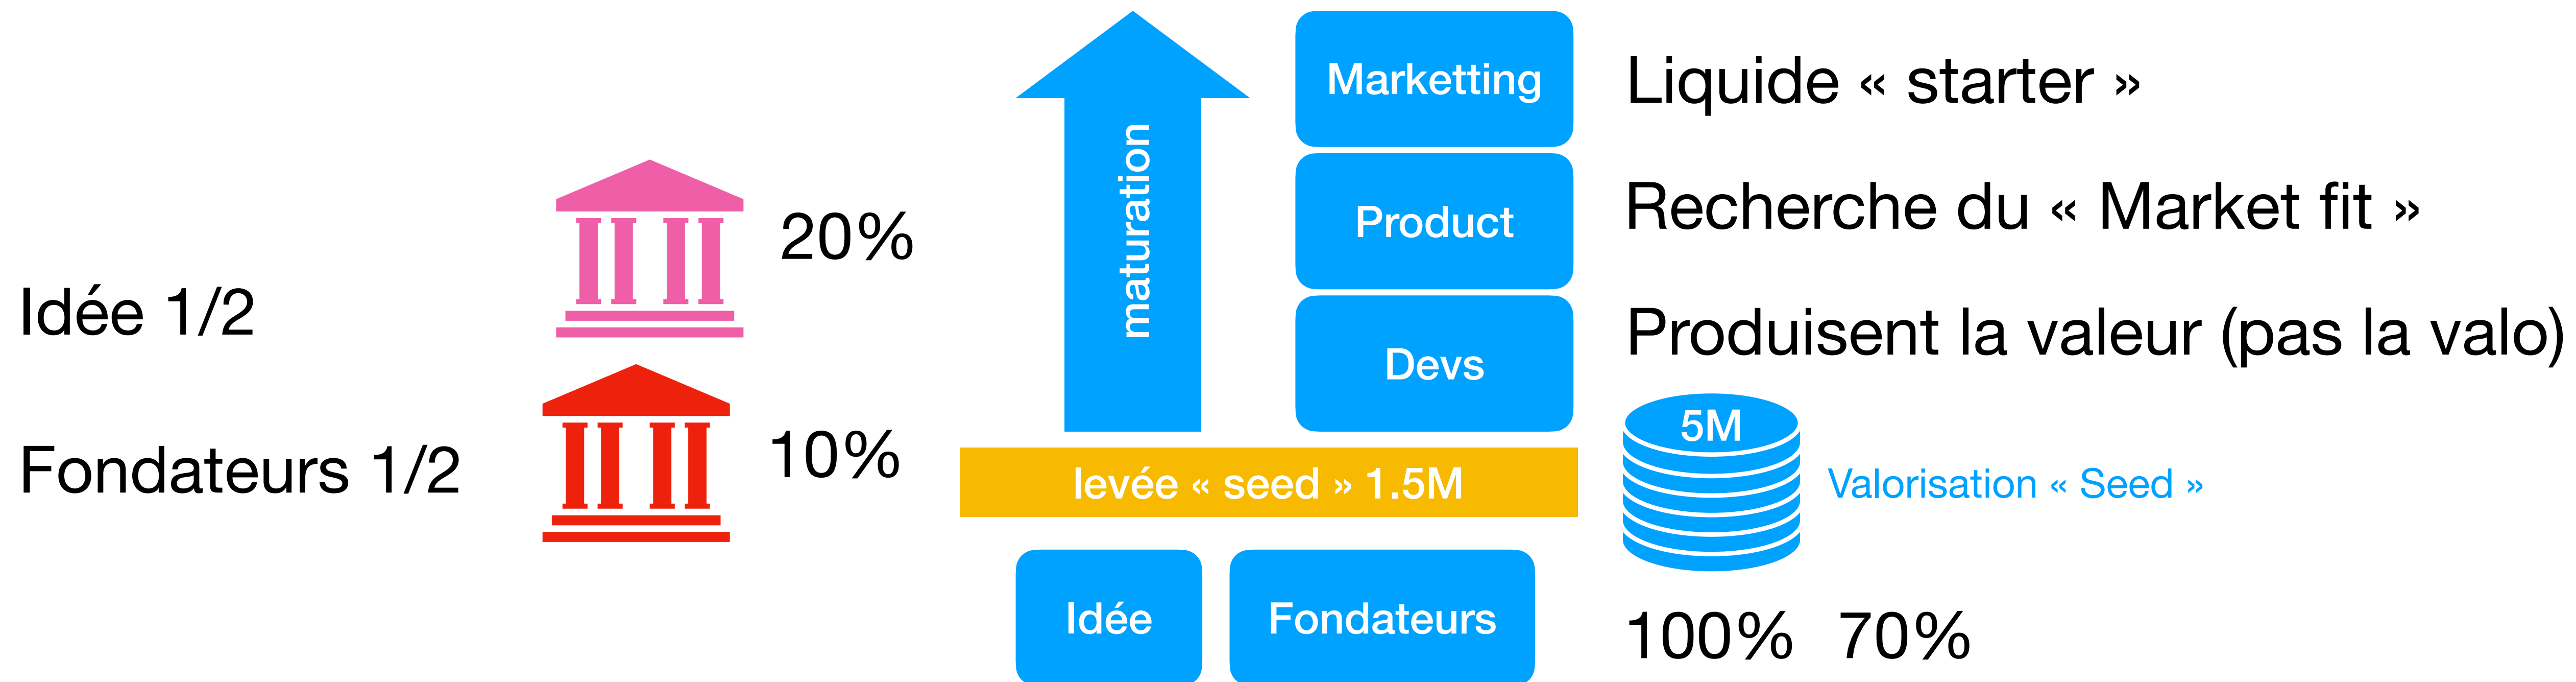 Marketting
Liquide « starter »
maturation
Product
Recherche du « Market fit »
20%
Idée 1/2
Devs
Produisent la valeur (pas la valo)
5M
10%
Fondateurs 1/2
levée « seed » 1.5M
Valorisation « Seed »
Idée
Fondateurs
100% 70%